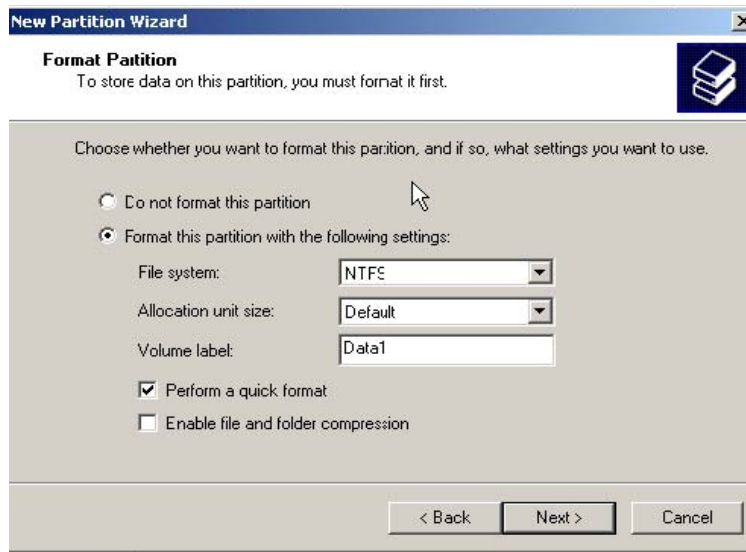 New Partition Wizard
Format Partition
To store data on this partition, you must format it first.
Choose whether you want to format this partition, and if so, what settings you want to use.
Do not format this partition
Format this partition with the following settings:
File system: NTFS
Allocation unit size: Default
Volume label: Data1
Perform a quick format
Enable file and folder compression
< Back Next > Cancel